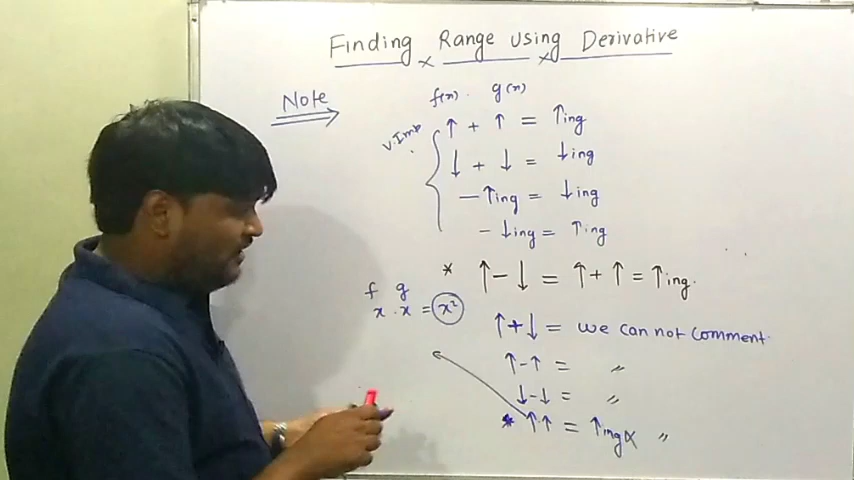 Finding Range using Derivative
Note
f(x) . g(x)
V.Imp
↑ + ↑ = ↑ing
↓ + ↓ = ↓ing
- ↑ing = ↓ing
- ↓ing = ↑ing
* ↑ - ↓ = ↑ + ↑ = ↑ing.
f g
x . x = x²
↑ + ↓ = we can not comment.
↑ - ↑ = 〃
↓ - ↓ = 〃
* ↑.↑ = ↑ing x 〃